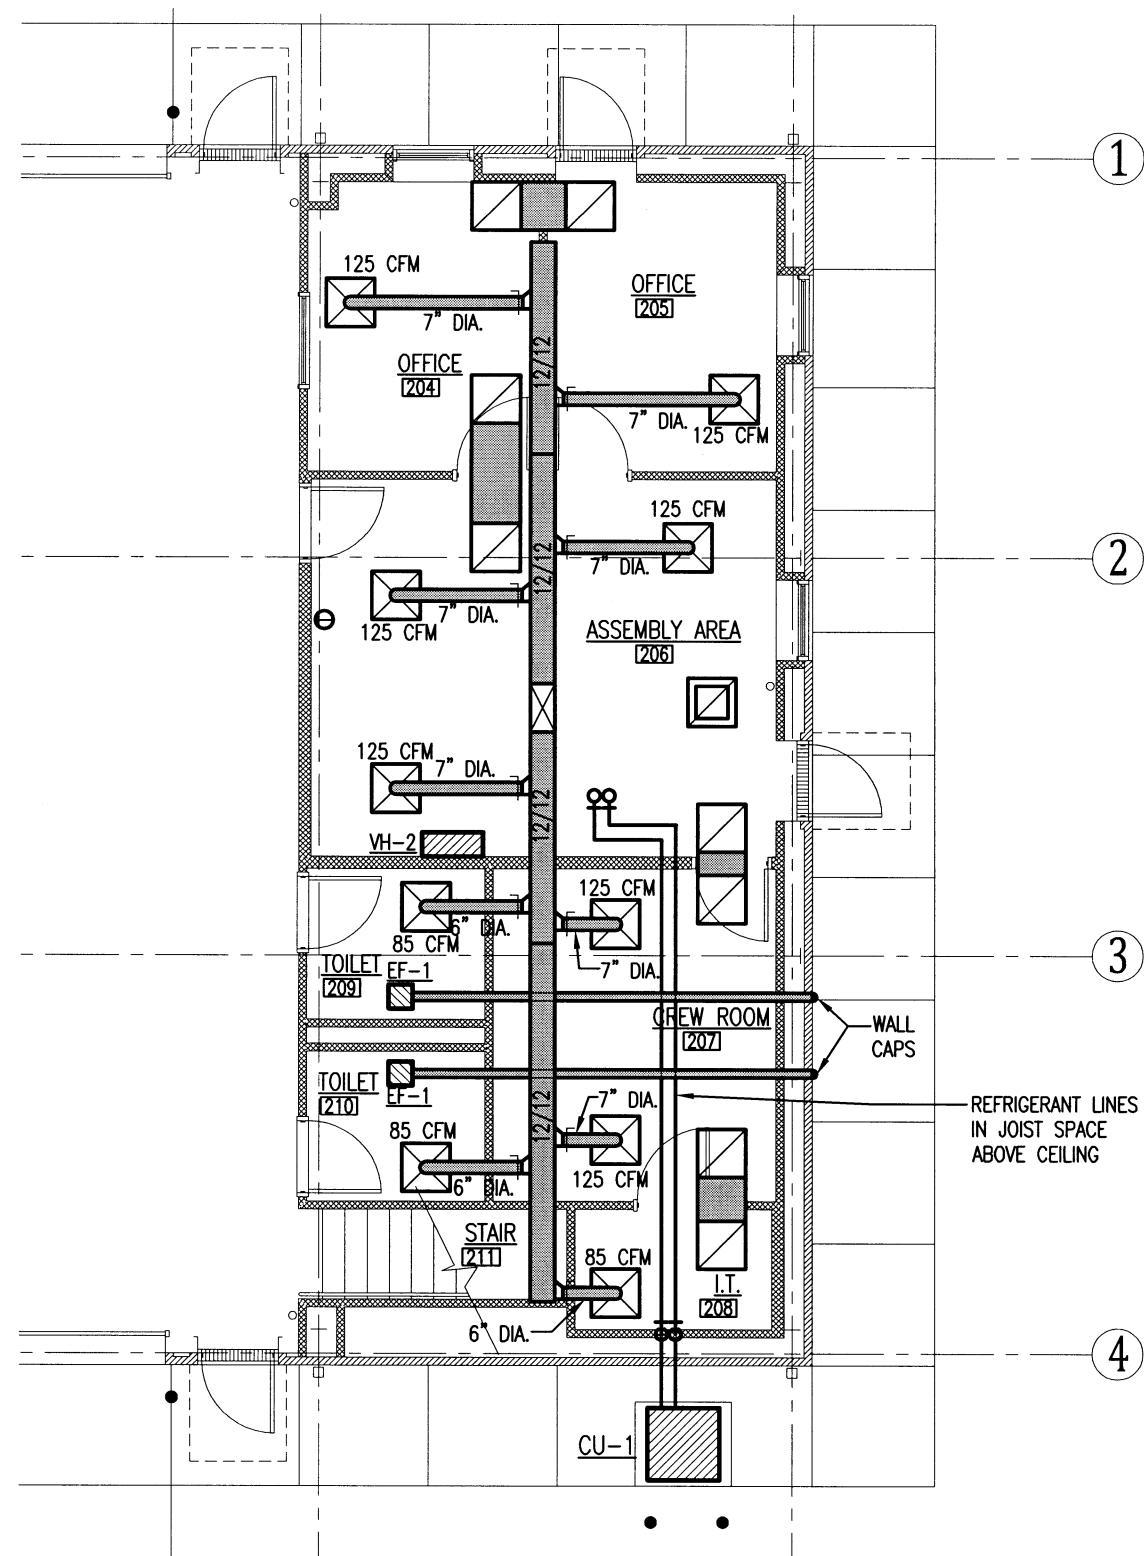 1
125 CFM
7" DIA.
OFFICE
205
12/12
OFFICE
204
7" DIA.
125 CFM
125 CFM
7" DIA.
2
12/12
7" DIA.
125 CFM
ASSEMBLY AREA
206
125 CFM
7" DIA.
12/12
VH-2
125 CFM
6" DIA.
85 CFM
7" DIA.
3
TOILET
209
EF-1
CREW ROOM
207
WALL
CAPS
TOILET
210
EF-1
12/12
7" DIA.
REFRIGERANT LINES
IN JOIST SPACE
ABOVE CEILING
85 CFM
6" DIA.
125 CFM
STAIR
211
85 CFM
I.T.
208
6" DIA.
4
CU-1